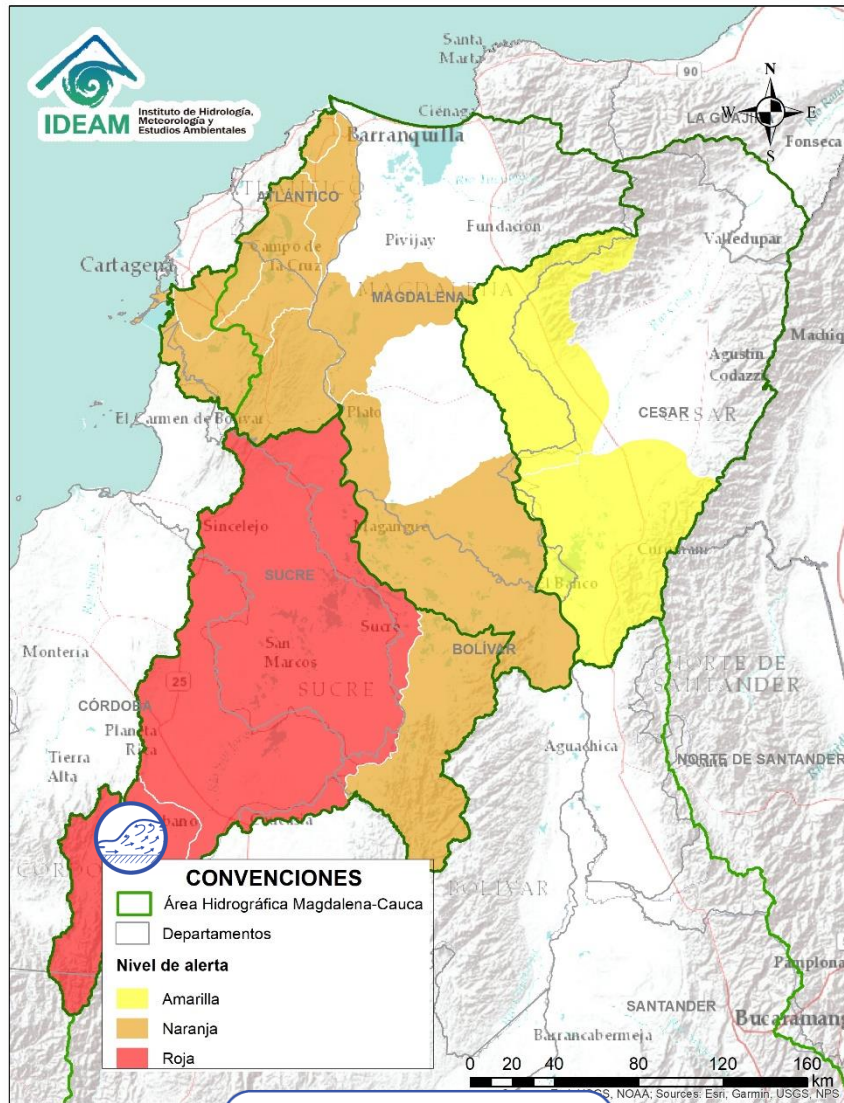 Santa
Marta
90
N
W E
S
LA GUAJIRA
Fonseca
IDEAM
Instituto de Hidrología,
Meteorología y
Estudios Ambientales
Ciénaga
Barranquilla
ATLÁNTICO
Fundación
Pivijay
Valledupar
Campo de
la Cruz
Cartagena
MAGDALENA
Agustín
Codazzi
CESAR
El Carmen de Bolívar
Plato
Sincelejo
Magangue
SUCRE
El Banco
Sucre
Montería
San
Marcos
BOLÍVAR
SUCRE
25
NORTE DE
SANTANDER
CÓRDOBA
Planeta
Rica
Tierra
Alta
Aguachica
NORTE DE SANTANDER
BOLÍVAR
CONVENCIONES
Área Hidrográfica Magdalena-Cauca
Departamentos
Nivel de alerta
Amarilla
Naranja
Roja
Pamplona
SANTANDER
Barrancabermeja
0 20 40 80 120 160
km
NOAA; Sources: Esri, Garmin, USGS, NPS